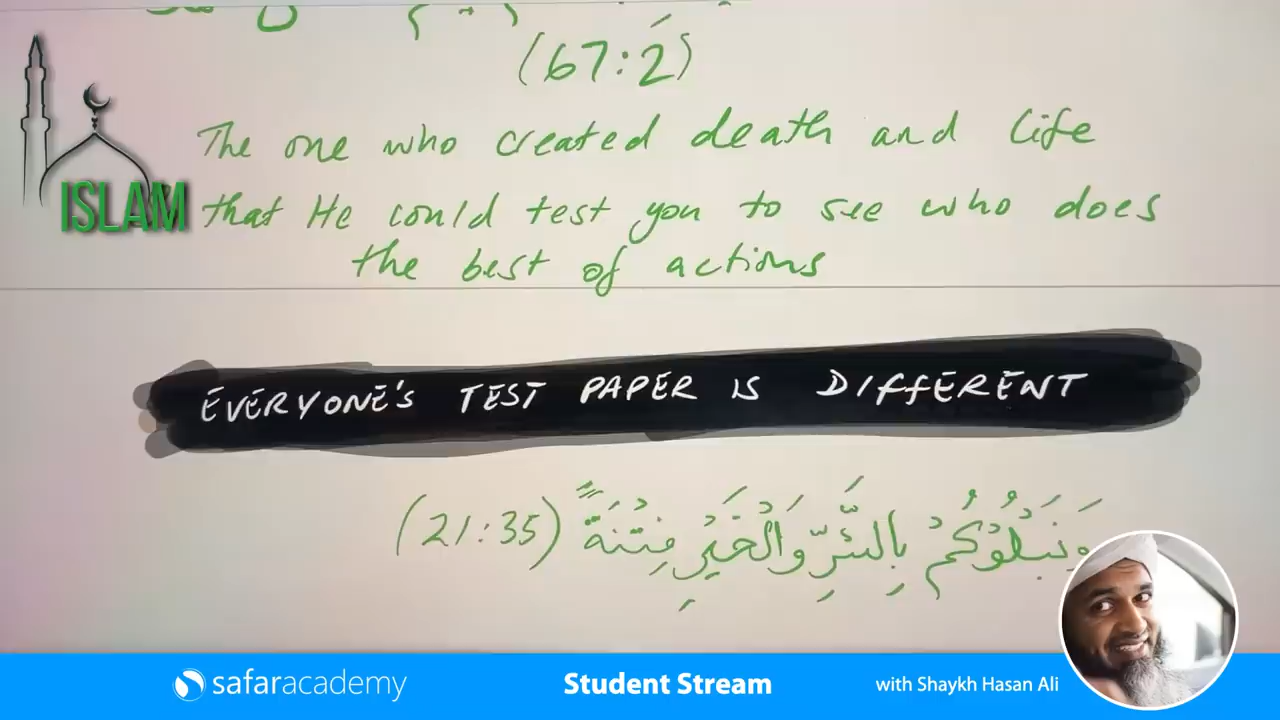 (67:2)
The one who created death and life
that He could test you to see who does
the best of actions
ISLAM
EVERYONE'S TEST PAPER IS DIFFERENT
وَنَبْلُوْكُمْ بِالشَّرِّ وَالْخَيْرِ فِتْنَةً (21:35)
safaracademy
Student Stream
with Shaykh Hasan Ali